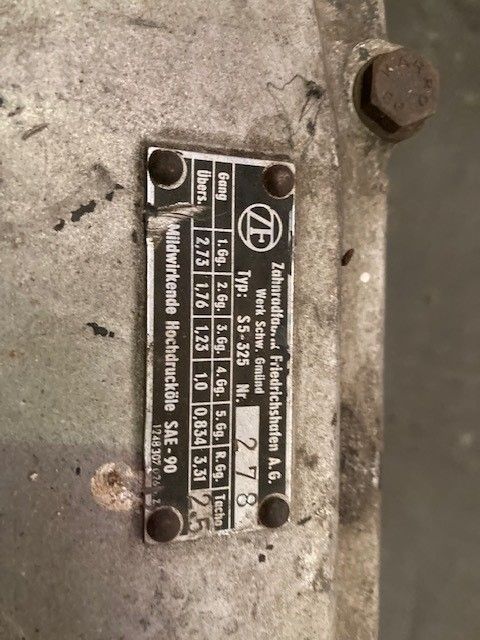 ZF
Zahnradfabrik Friedrichshafen A.G.
Werk Schw. Gmünd
Typ: S5-325 Nr. 278
Gang 1.Gg. 2.Gg. 3.Gg. 4.Gg. 5.Gg. R.Gg. Tacho
Übers. 2,73 1,76 1,23 1,0 0,834 3,31 2,5
Mildwirkende Hochdrucköle SAE-90